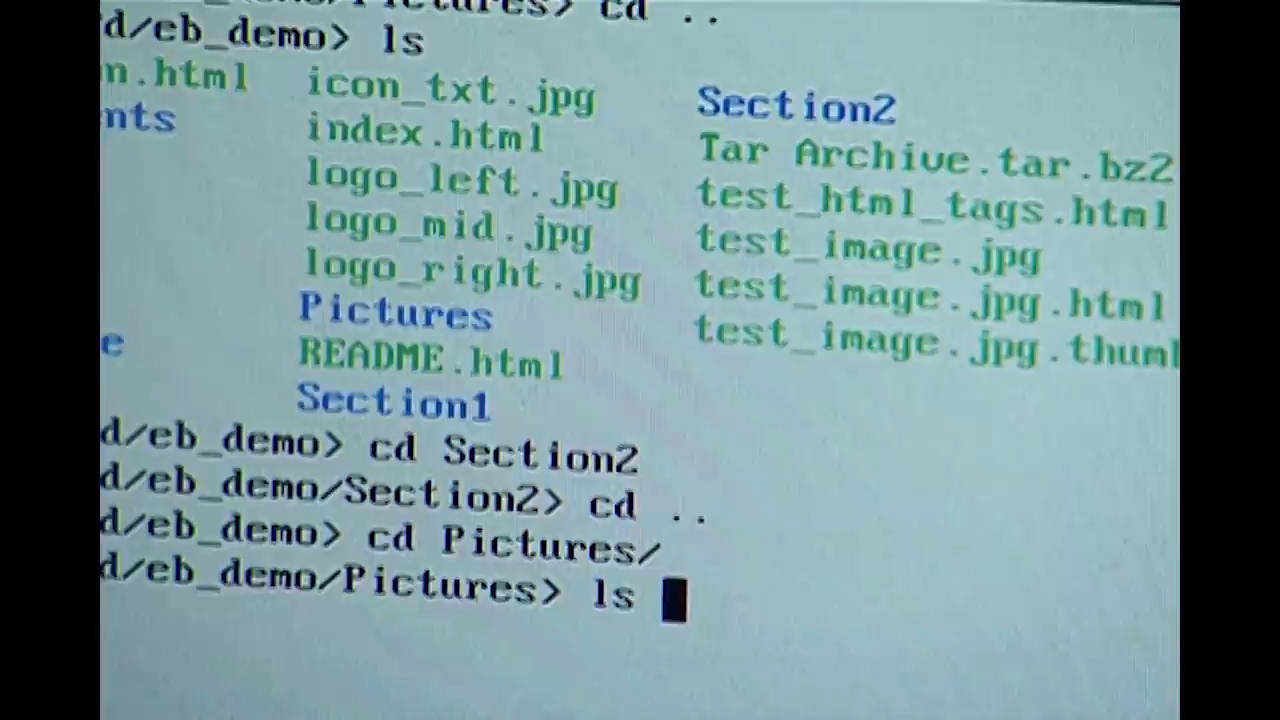 /Pictures> cd ..
d/eb_demo> ls
n.html icon_txt.jpg Section2
nts index.html Tar Archive.tar.bz2
logo_left.jpg test_html_tags.html
logo_mid.jpg test_image.jpg
logo_right.jpg test_image.jpg.html
Pictures test_image.jpg.thum
e README.html
Section1
d/eb_demo> cd Section2
d/eb_demo/Section2> cd ..
d/eb_demo> cd Pictures/
d/eb_demo/Pictures> ls